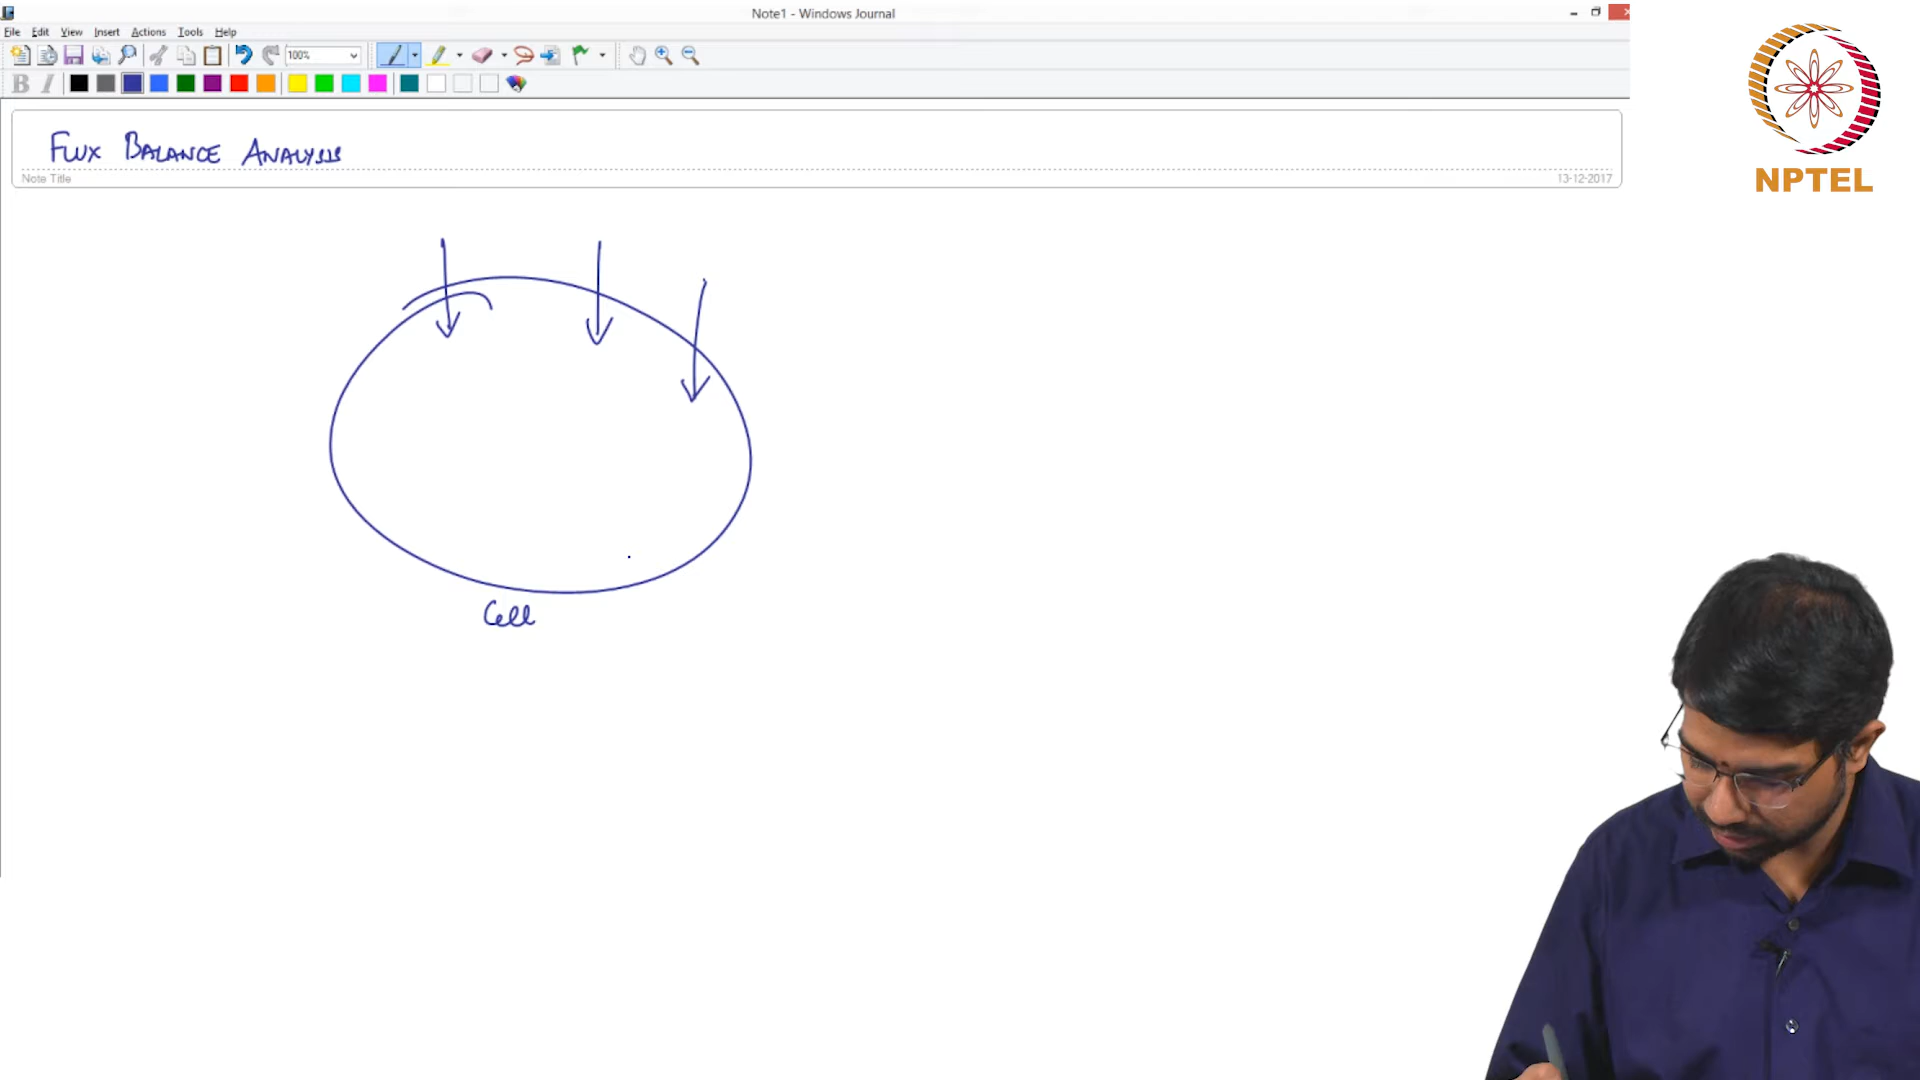 Note1 - Windows Journal
File Edit View Insert Actions Tools Help
100%
B I
FLUX BALANCE ANALYSIS
Note Title
13-12-2017
Cell
NPTEL